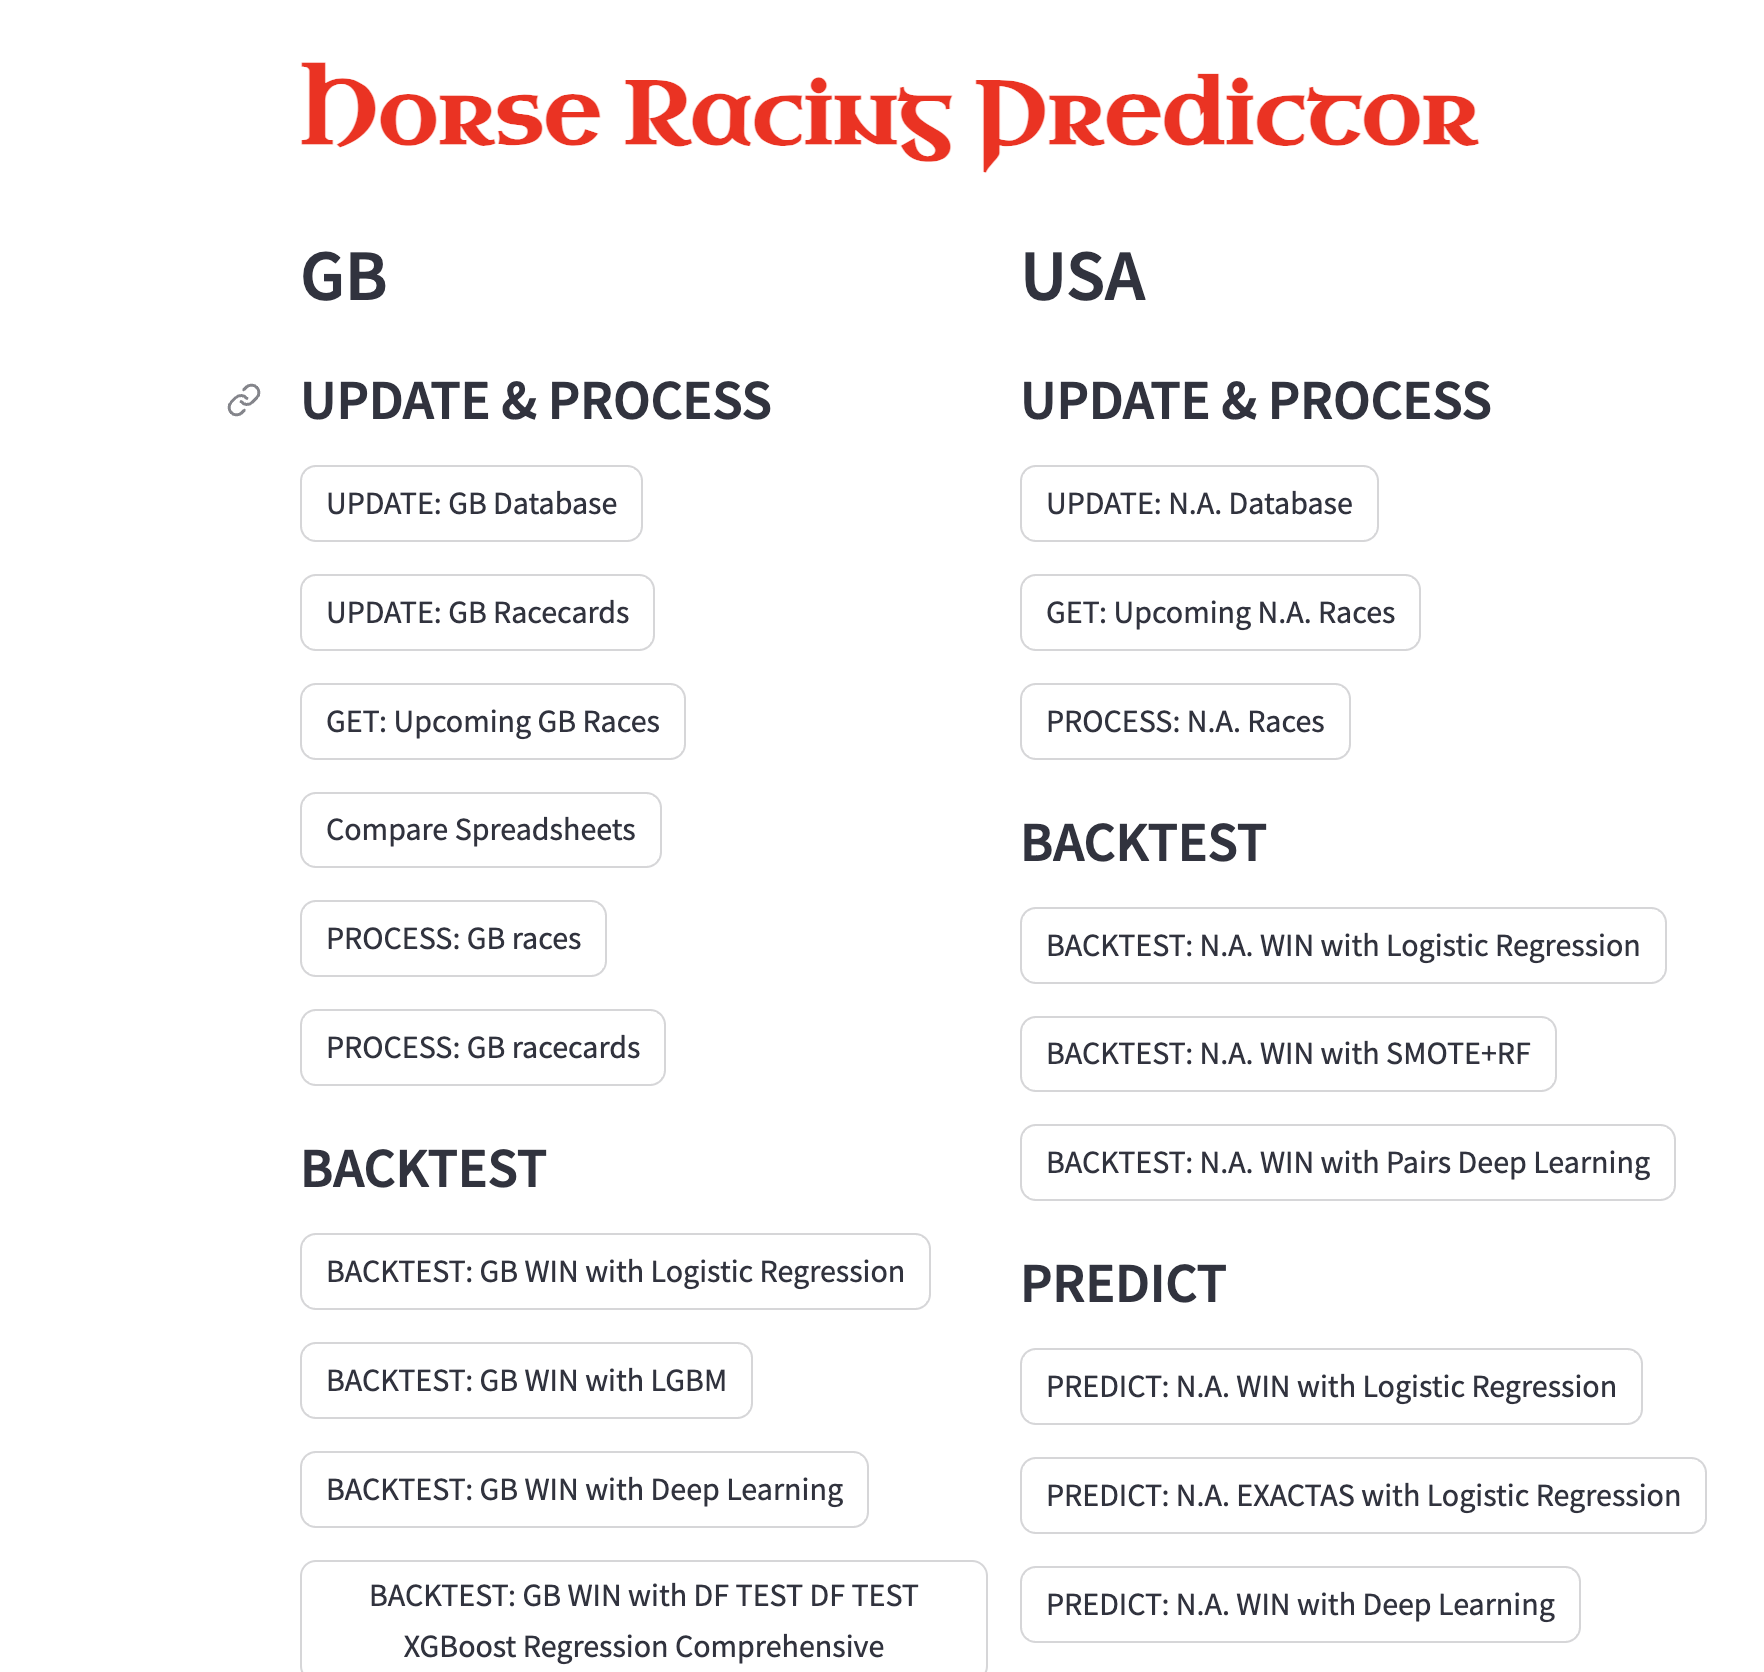 Horse Racing Predictor
GB
UPDATE & PROCESS
UPDATE: GB Database
UPDATE: GB Racecards
GET: Upcoming GB Races
Compare Spreadsheets
PROCESS: GB races
PROCESS: GB racecards
BACKTEST
BACKTEST: GB WIN with Logistic Regression
BACKTEST: GB WIN with LGBM
BACKTEST: GB WIN with Deep Learning
BACKTEST: GB WIN with DF TEST DF TEST
XGBoost Regression Comprehensive
USA
UPDATE & PROCESS
UPDATE: N.A. Database
GET: Upcoming N.A. Races
PROCESS: N.A. Races
BACKTEST
BACKTEST: N.A. WIN with Logistic Regression
BACKTEST: N.A. WIN with SMOTE+RF
BACKTEST: N.A. WIN with Pairs Deep Learning
PREDICT
PREDICT: N.A. WIN with Logistic Regression
PREDICT: N.A. EXACTAS with Logistic Regression
PREDICT: N.A. WIN with Deep Learning